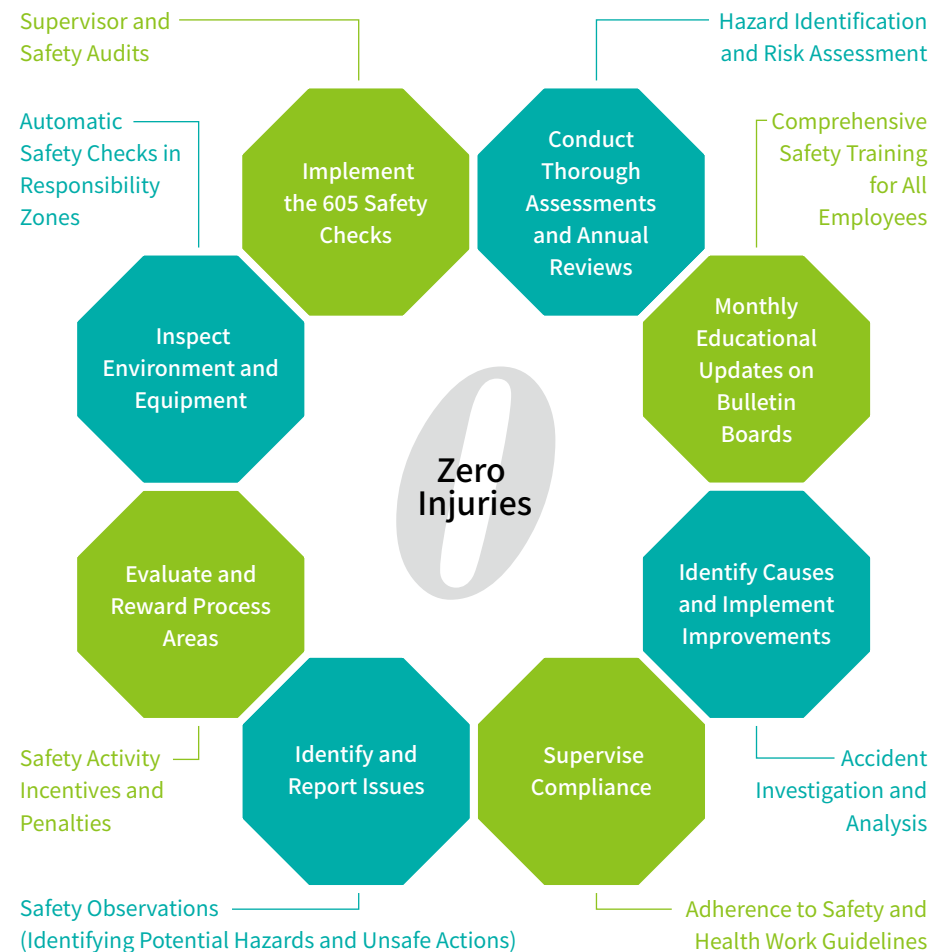 Supervisor and
Safety Audits
Hazard Identification
and Risk Assessment
Automatic
Safety Checks in
Responsibility
Zones
Implement
the 605 Safety
Checks
Conduct
Thorough
Assessments
and Annual
Reviews
Comprehensive
Safety Training
for All
Employees
Inspect
Environment and
Equipment
Monthly
Educational
Updates on
Bulletin
Boards
0
Zero
Injuries
Evaluate and
Reward Process
Areas
Identify Causes
and Implement
Improvements
Identify and
Report Issues
Supervise
Compliance
Safety Activity
Incentives and
Penalties
Accident
Investigation and
Analysis
Safety Observations
(Identifying Potential Hazards and Unsafe Actions)
Adherence to Safety and
Health Work Guidelines